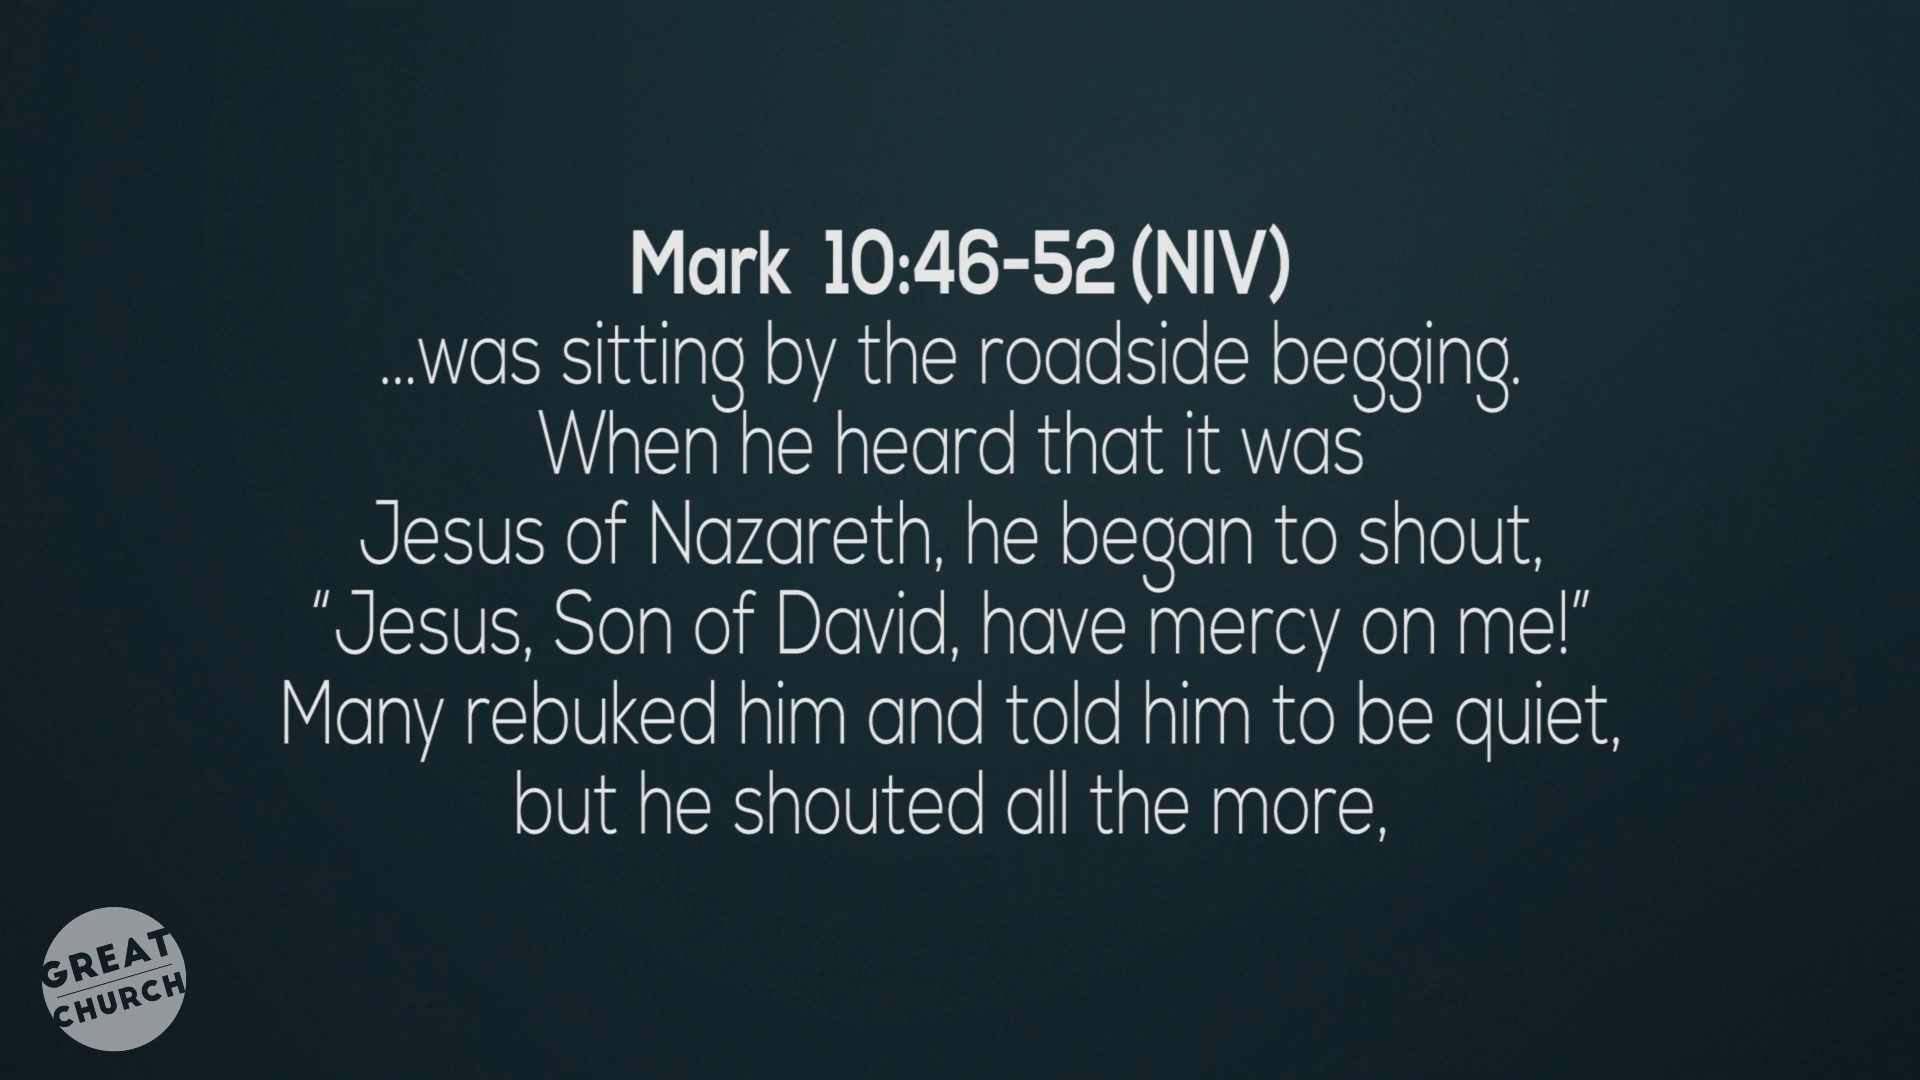 Mark 10:46-52 (NIV)
...was sitting by the roadside begging.
When he heard that it was
Jesus of Nazareth, he began to shout,
“Jesus, Son of David, have mercy on me!”
Many rebuked him and told him to be quiet,
but he shouted all the more,
GREAT
CHURCH